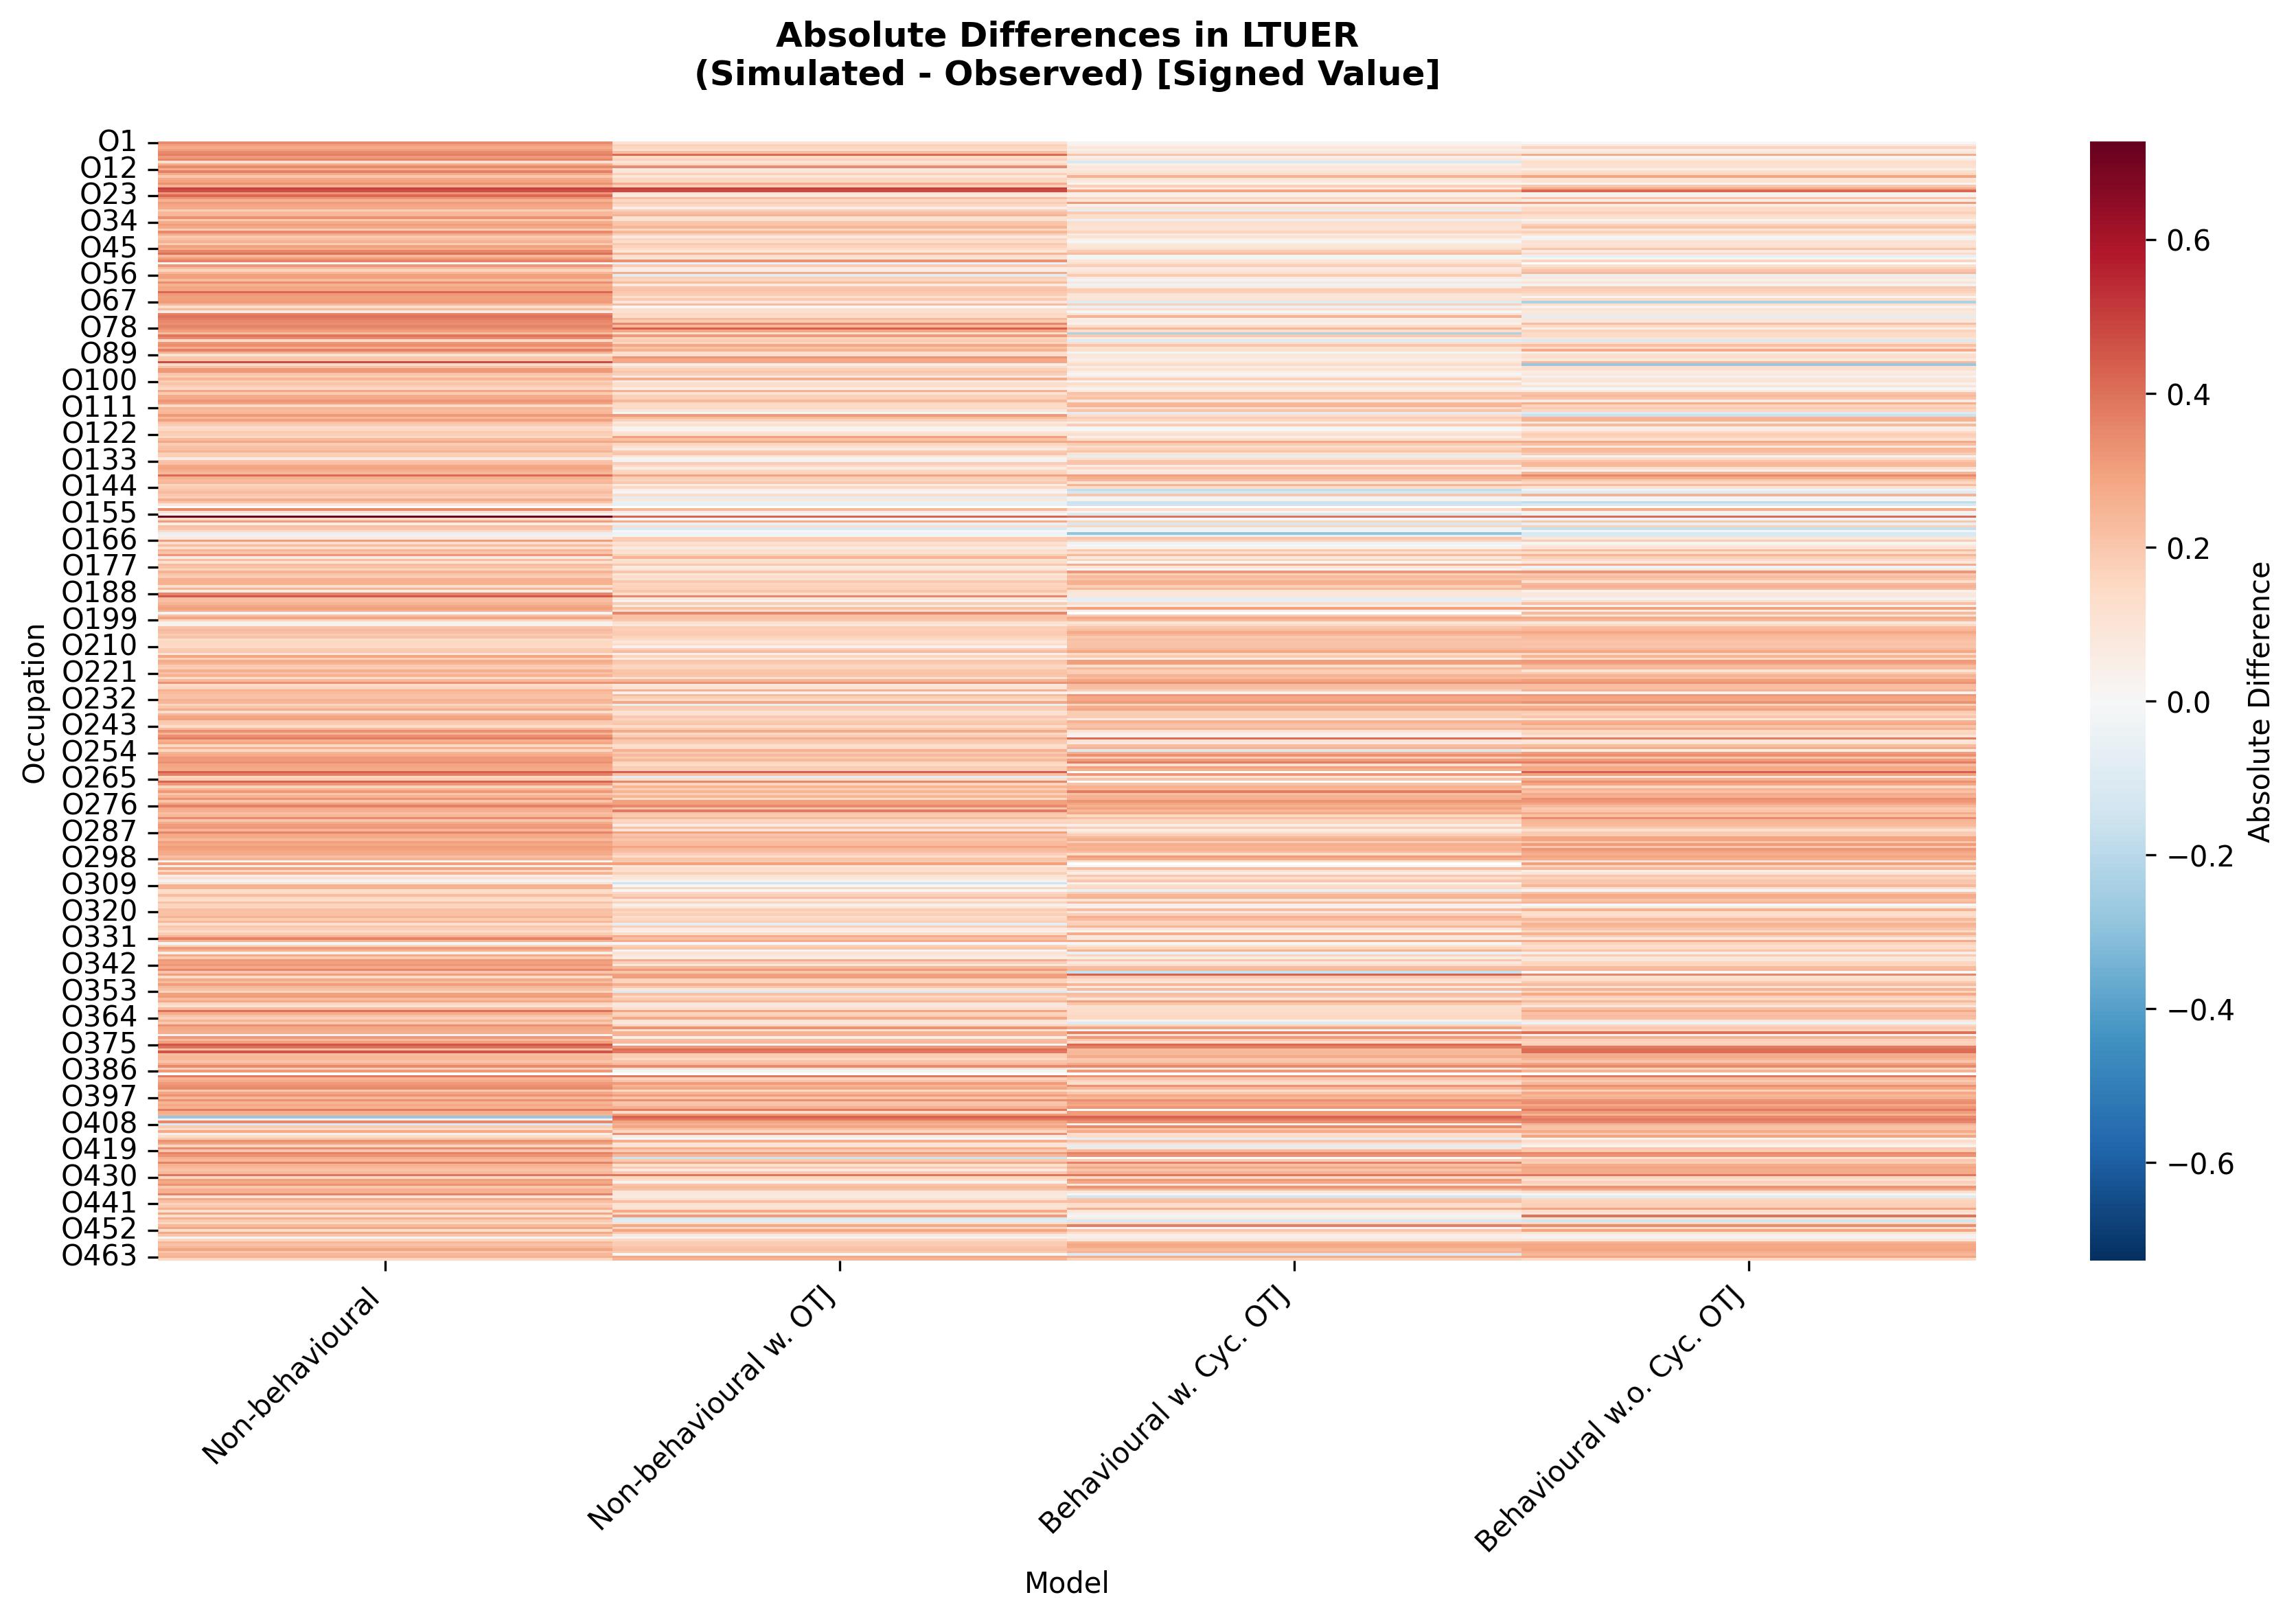 Absolute Differences in LTUER
(Simulated - Observed) [Signed Value]
Occupation
O1
O12
O23
O34
O45
O56
O67
O78
O89
O100
O111
O122
O133
O144
O155
O166
O177
O188
O199
O210
O221
O232
O243
O254
O265
O276
O287
O298
O309
O320
O331
O342
O353
O364
O375
O386
O397
O408
O419
O430
O441
O452
O463
Non-behavioural
Non-behavioural w. OTJ
Behavioural w. Cyc. OTJ
Behavioural w.o. Cyc. OTJ
Model
0.6
0.4
0.2
0.0
−0.2
−0.4
−0.6
Absolute Difference